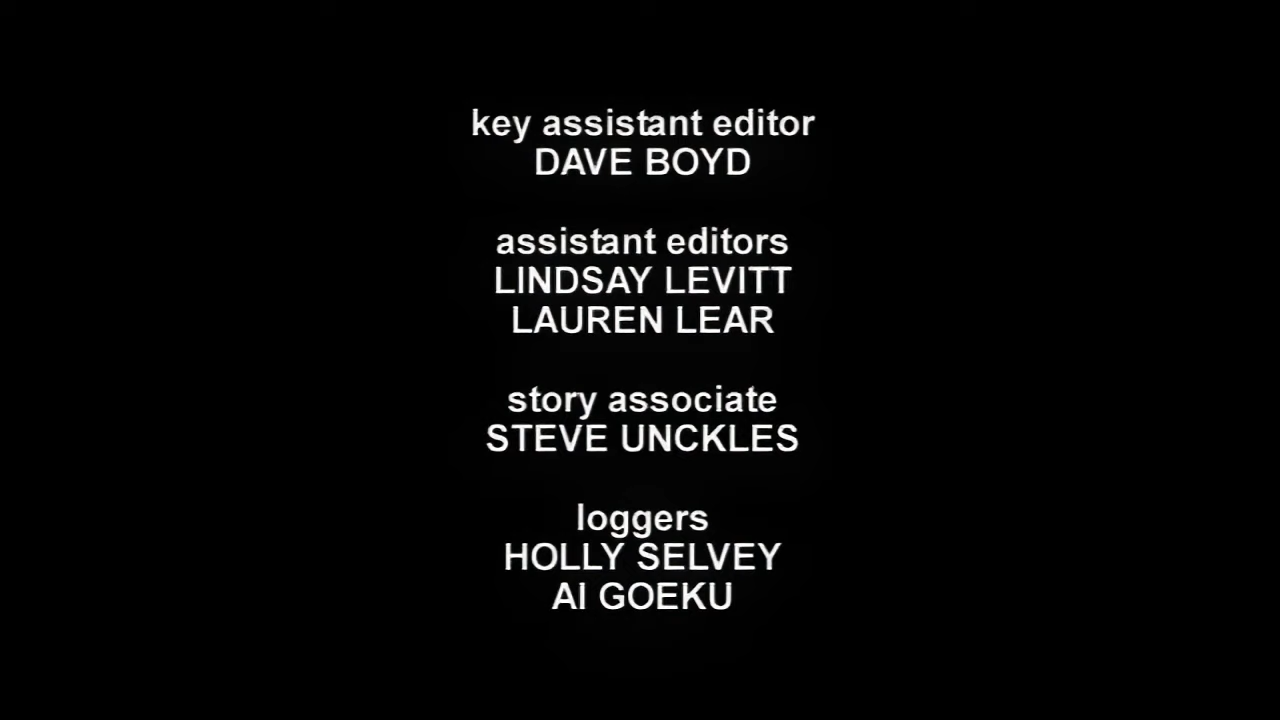 key assistant editor
DAVE BOYD
assistant editors
LINDSAY LEVITT
LAUREN LEAR
story associate
STEVE UNCKLES
loggers
HOLLY SELVEY
AI GOEKU